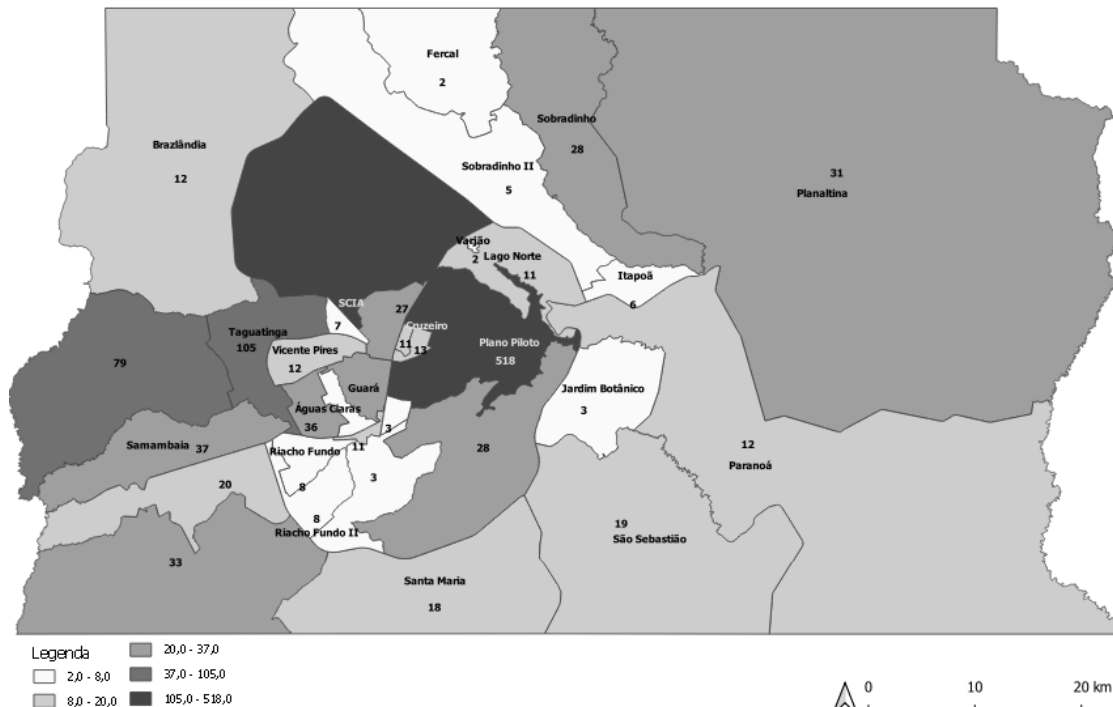 Fercal
2
Sobradinho
28
Brazlândia
12
Sobradinho II
5
31
Planaltina
Varjão
2
Lago Norte
11
Itapoã
6
SCIA
7
27
Cruzeiro
11
13
Taguatinga
105
Vicente Pires
12
Plano Piloto
518
79
Guará
Jardim Botânico
3
Águas Claras
36
3
Samambaia
37
Riacho Fundo
11
28
12
Paranoá
8
3
20
8
Riacho Fundo II
19
São Sebastião
33
Santa Maria
18
Legenda
2,0 - 8,0
8,0 - 20,0
20,0 - 37,0
37,0 - 105,0
105,0 - 518,0
0
10
20 km